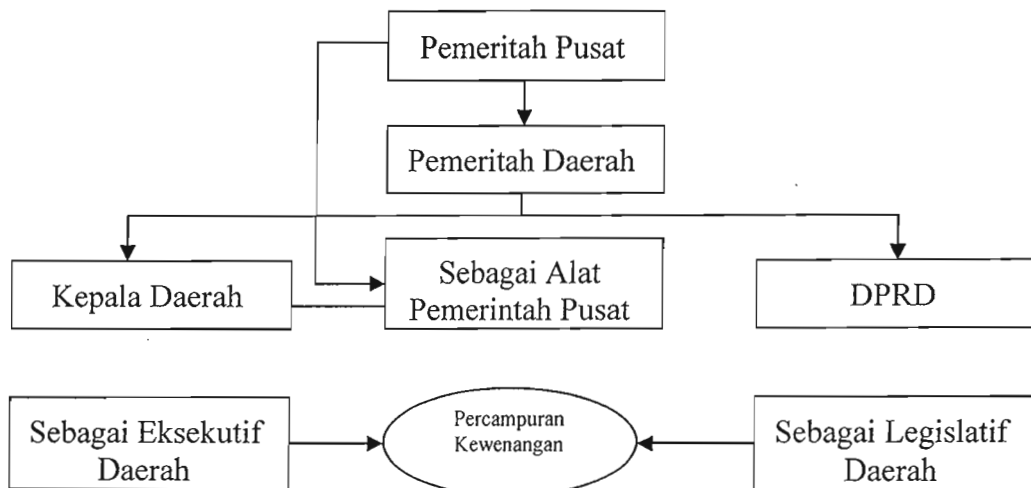 Pemeritah Pusat
Pemeritah Daerah
Kepala Daerah
Sebagai Alat
Pemerintah Pusat
DPRD
Sebagai Eksekutif
Daerah
Percampuran
Kewenangan
Sebagai Legislatif
Daerah